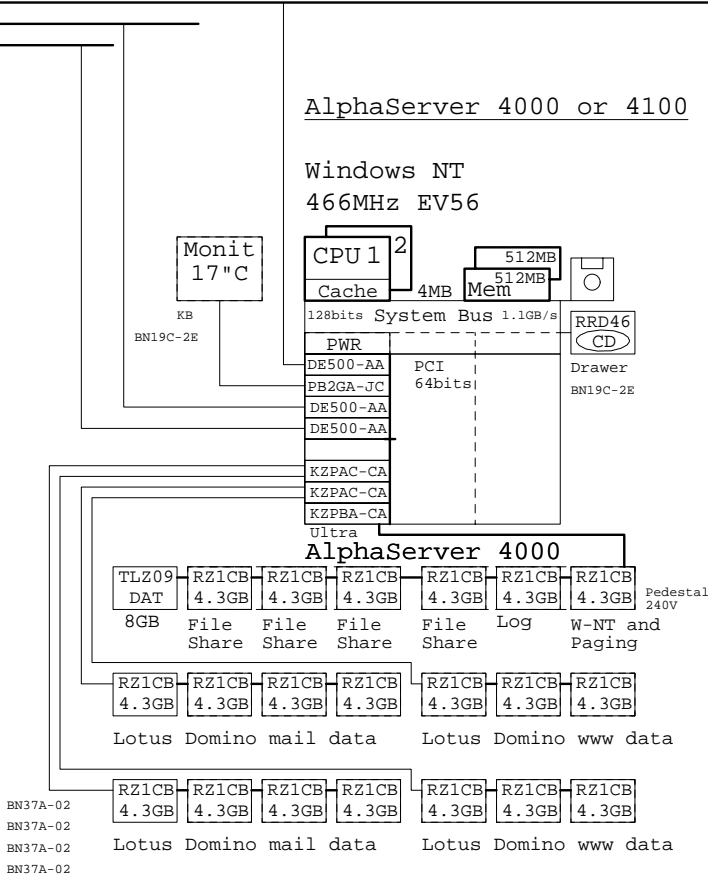 AlphaServer 4000 or 4100
Windows NT
466MHz EV56
Monit
17"C
CPU 1
2
Cache
4MB
512MB
512MB
Mem
KB
BN19C-2E
128bits System Bus 1.1GB/s
RRD46
CD
Drawer
BN19C-2E
PWR
DE500-AA
PCI
64bits
PB2GA-JC
DE500-AA
DE500-AA
KZPAC-CA
KZPAC-CA
KZPBA-CA
Ultra
AlphaServer 4000
TLZ09 RZ1CB RZ1CB RZ1CB RZ1CB RZ1CB RZ1CB
DAT 4.3GB 4.3GB 4.3GB 4.3GB 4.3GB 4.3GB
Pedestal
240V
8GB File File File File Log W-NT and
Share Share Share Share Paging
RZ1CB RZ1CB RZ1CB RZ1CB RZ1CB RZ1CB RZ1CB
4.3GB 4.3GB 4.3GB 4.3GB 4.3GB 4.3GB 4.3GB
Lotus Domino mail data Lotus Domino www data
RZ1CB RZ1CB RZ1CB RZ1CB RZ1CB RZ1CB RZ1CB
4.3GB 4.3GB 4.3GB 4.3GB 4.3GB 4.3GB 4.3GB
Lotus Domino mail data Lotus Domino www data
BN37A-02
BN37A-02
BN37A-02
BN37A-02